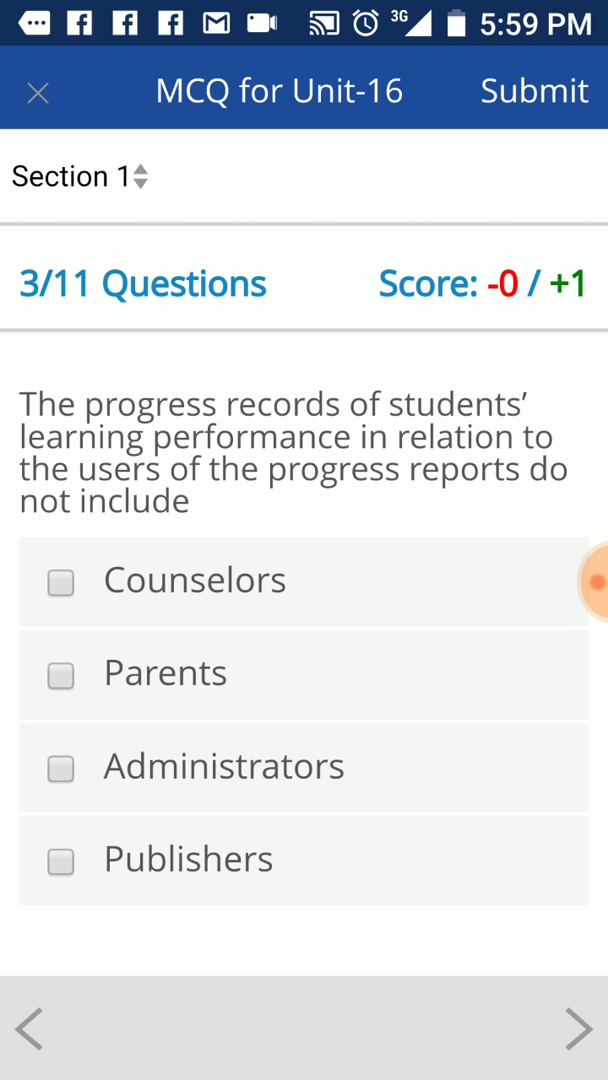 3G 5:59 PM
MCQ for Unit-16 Submit
Section 1
3/11 Questions Score: -0 / +1
The progress records of students’
learning performance in relation to
the users of the progress reports do
not include
Counselors
Parents
Administrators
Publishers